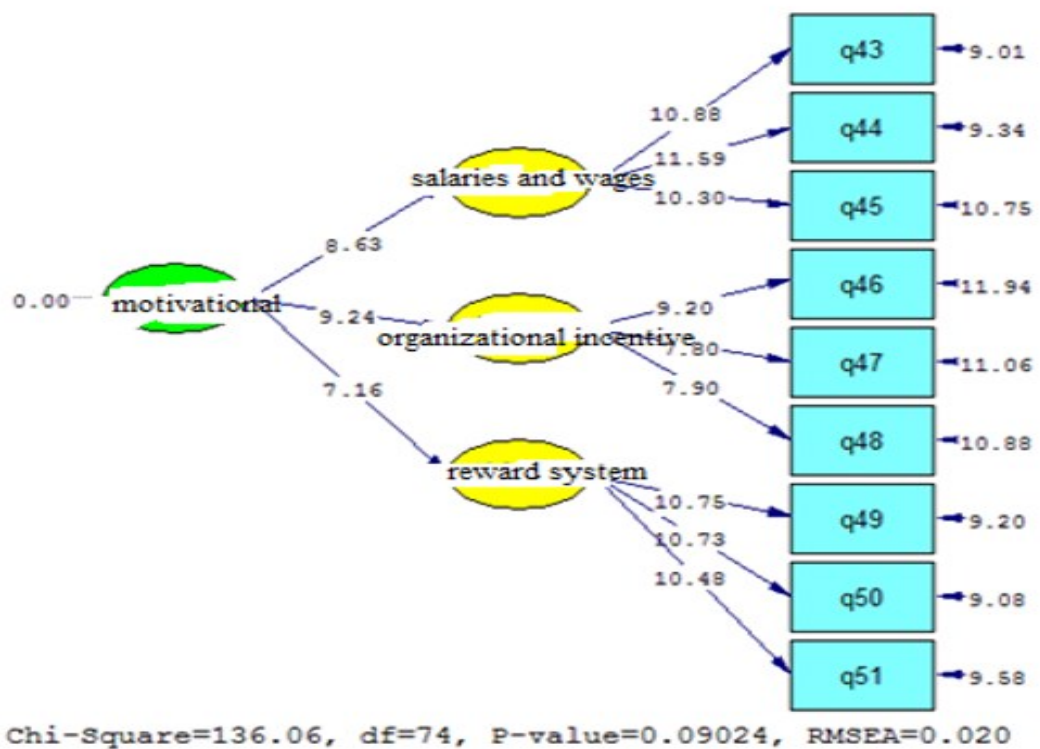 q43
9.01
10.88
q44
9.34
11.59
salaries and wages
10.30
q45
10.75
8.63
q46
11.94
0.00
motivational
9.20
9.24
organizational incentive
7.80
q47
11.06
7.16
7.90
q48
10.88
reward system
10.75
q49
9.20
10.73
10.48
q50
9.08
q51
9.58
Chi-Square=136.06, df=74, P-value=0.09024, RMSEA=0.020